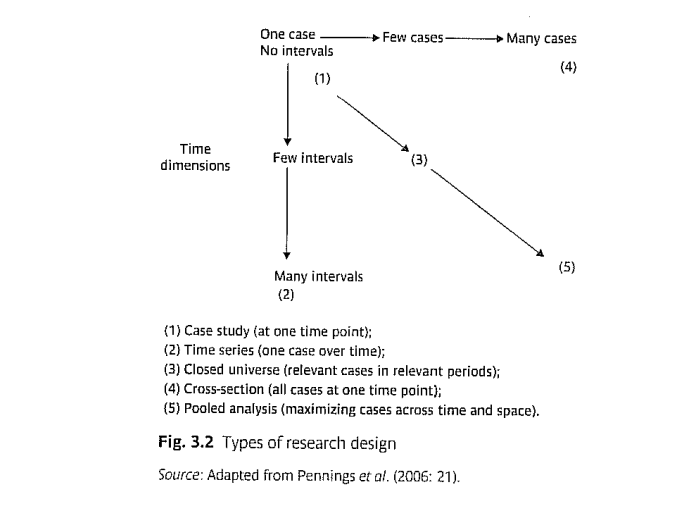 One case Few cases Many cases
No intervals
(4)
(1)
Time
dimensions
Few intervals
(3)
(5)
Many intervals
(2)
(1) Case study (at one time point);
(2) Time series (one case over time);
(3) Closed universe (relevant cases in relevant periods);
(4) Cross-section (all cases at one time point);
(5) Pooled analysis (maximizing cases across time and space).
Fig. 3.2 Types of research design
Source: Adapted from Pennings et al. (2006: 21).